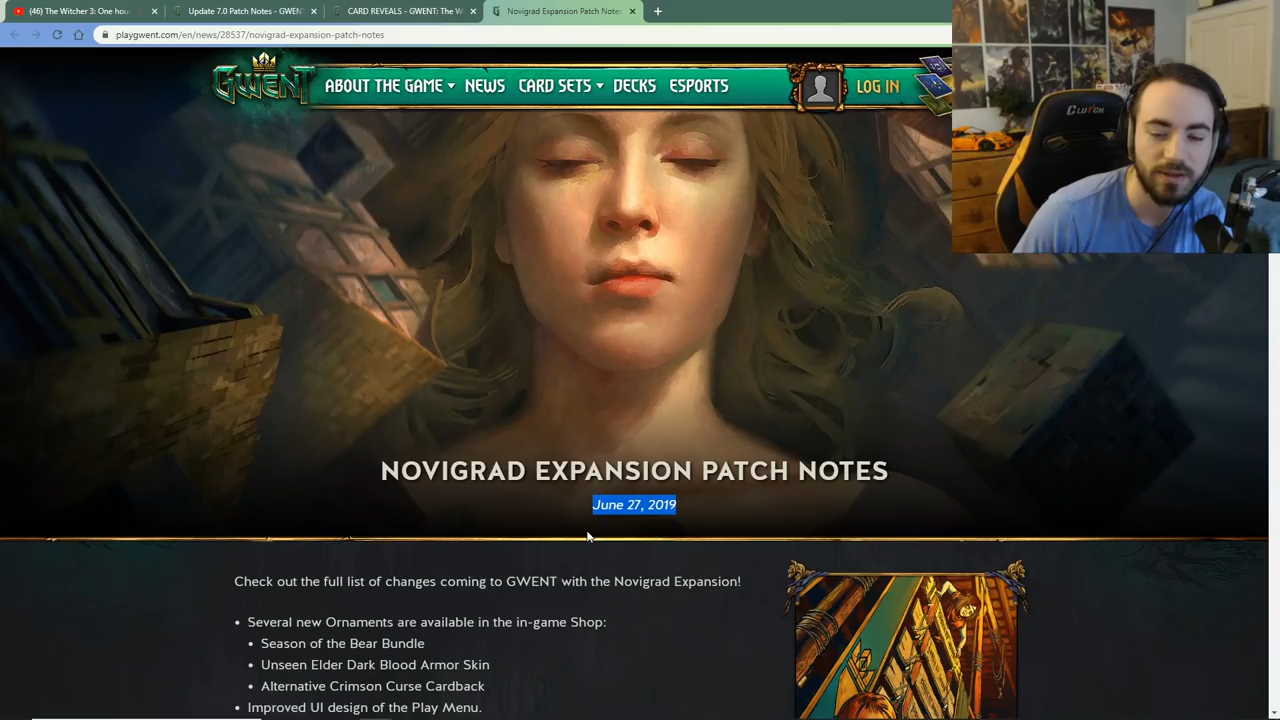 (46) The Witcher 3: One hour
Update 7.0 Patch Notes - GWENT
CARD REVEALS - GWENT: The W
Novigrad Expansion Patch Notes
playgwent.com/en/news/28537/novigrad-expansion-patch-notes
GWENT
ABOUT THE GAME
NEWS
CARD SETS
DECKS
ESPORTS
LOG IN
CLUTCH
NOVIGRAD EXPANSION PATCH NOTES
June 27, 2019
Check out the full list of changes coming to GWENT with the Novigrad Expansion!
• Several new Ornaments are available in the in-game Shop:
• Season of the Bear Bundle
• Unseen Elder Dark Blood Armor Skin
• Alternative Crimson Curse Cardback
• Improved UI design of the Play Menu.